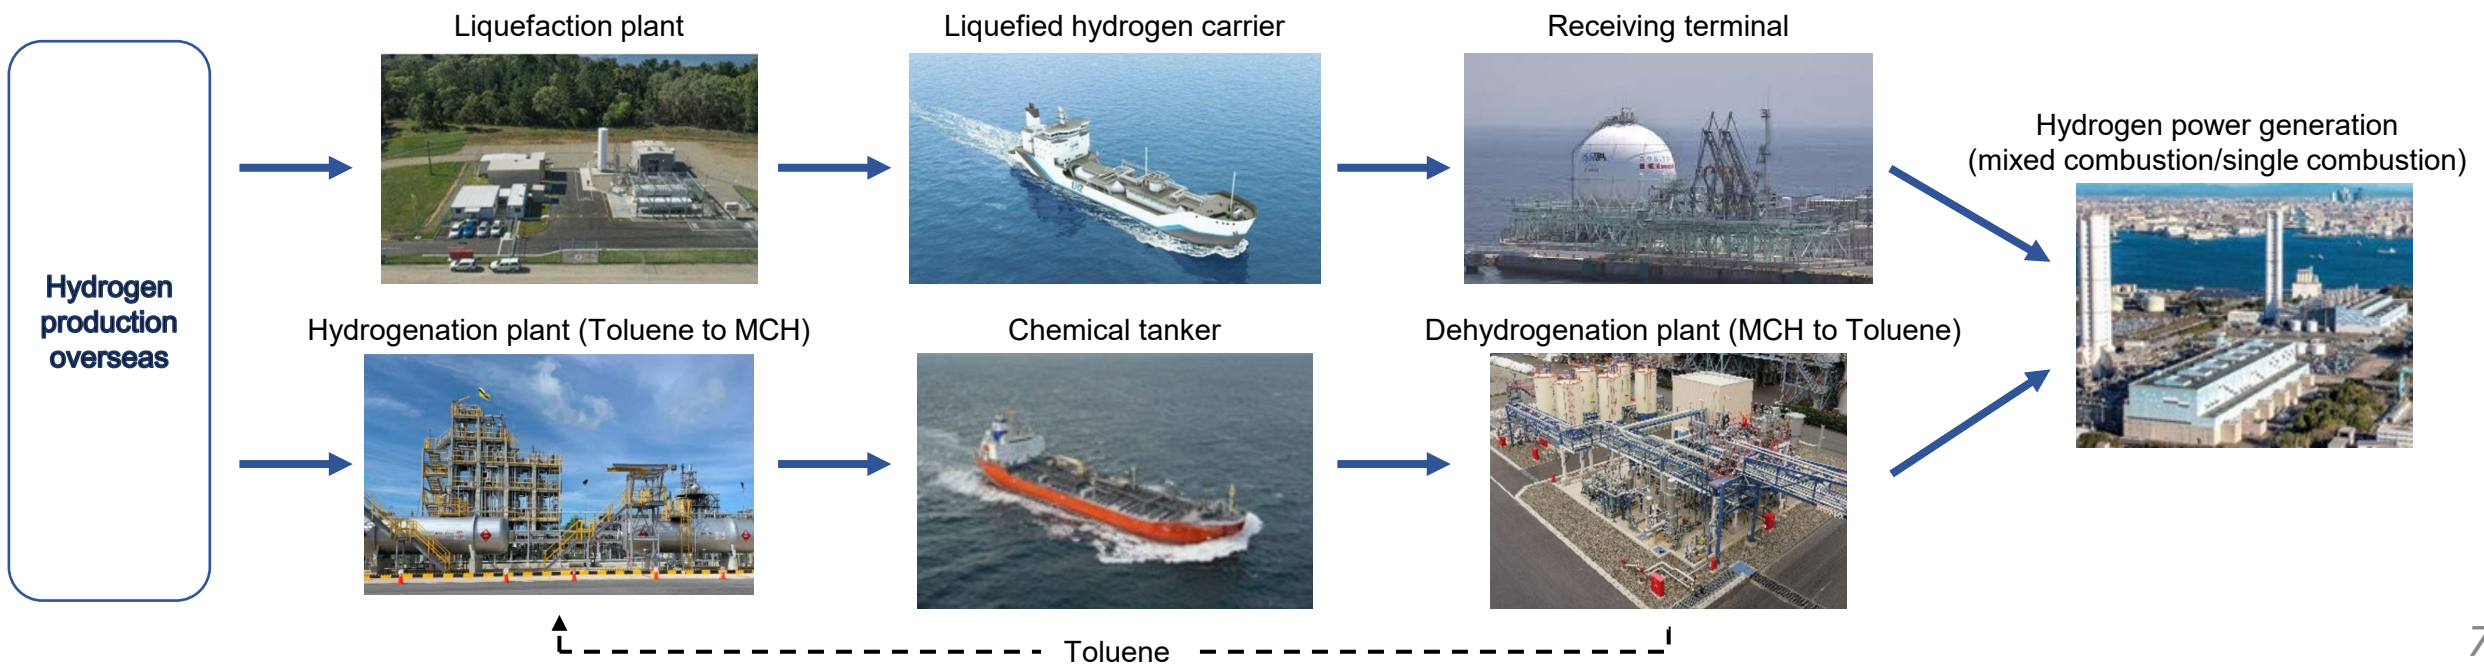 Liquefaction plant
Liquefied hydrogen carrier
Receiving terminal
Hydrogen power generation
(mixed combustion/single combustion)
Hydrogen
production
overseas
Hydrogenation plant (Toluene to MCH)
Chemical tanker
Dehydrogenation plant (MCH to Toluene)
Toluene
7